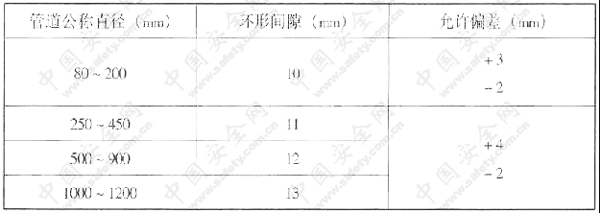 管道公称直径（mm） 环形间隙（mm） 允许偏差（mm）
80～200 10 +3
-2
250～450 11 +4
-2
500～900 12
1000～1200 13
中国安全网
www.safety.com.cn